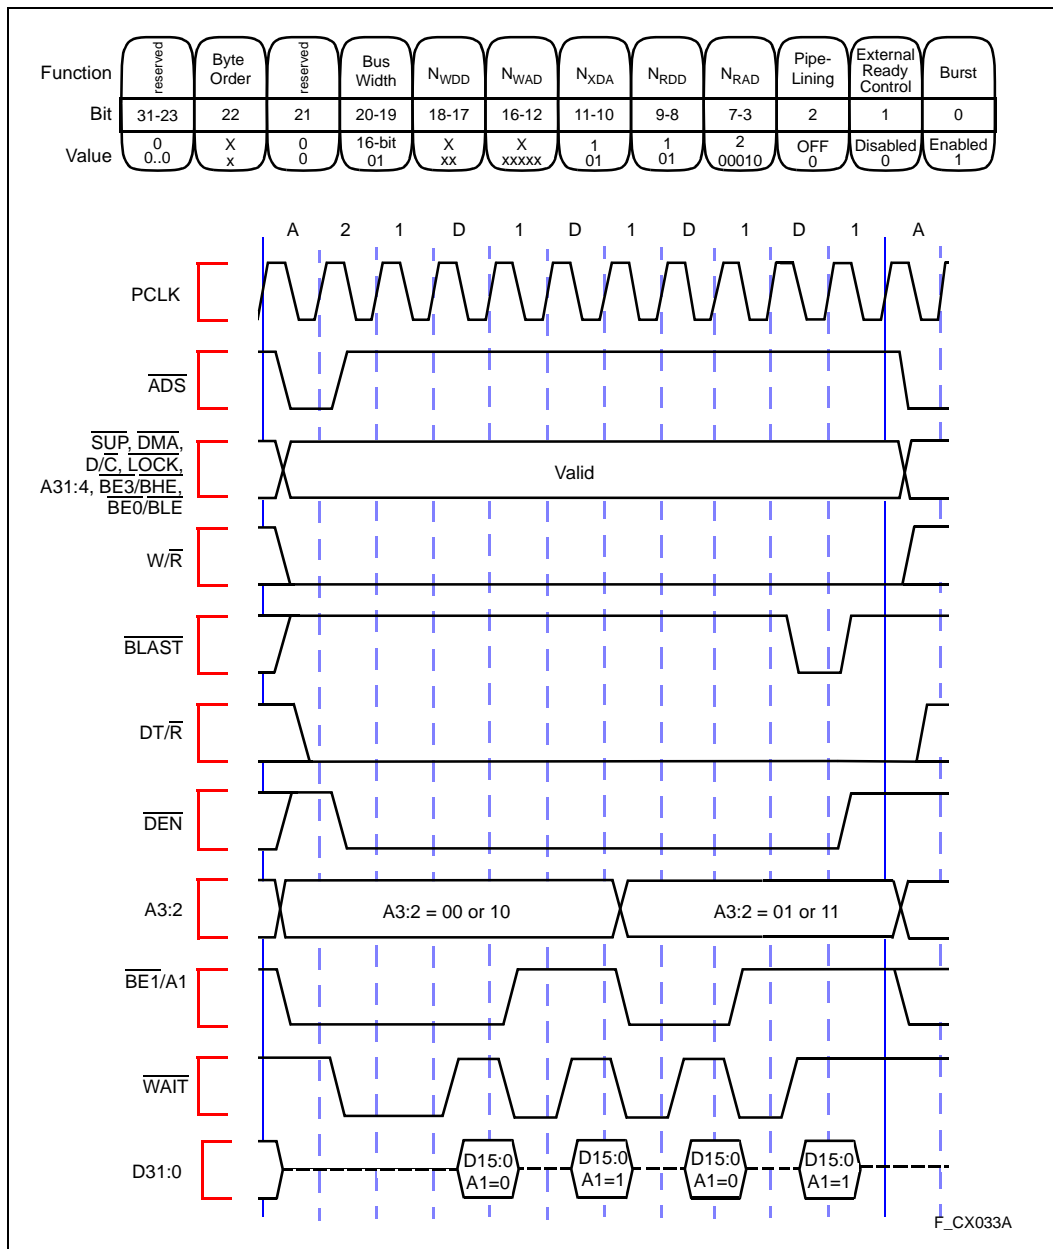 Function reserved Byte Order reserved Bus Width NWDD NWAD NXDA NRDD NRAD Pipe-Lining External Ready Control Burst
Bit 31-23 22 21 20-19 18-17 16-12 11-10 9-8 7-3 2 1 0
Value 0 X 0 16-bit X X 1 1 2 OFF Disabled Enabled
0..0 x 0 01 xx xxxxx 01 01 00010 0 0 1
A 2 1 D 1 D 1 D 1 D 1 A
PCLK
ADS
SUP, DMA,
D/C, LOCK,
A31:4, BE3/BHE,
BE0/BLE
Valid
W/R
BLAST
DT/R
DEN
A3:2 A3:2 = 00 or 10 A3:2 = 01 or 11
BE1/A1
WAIT
D31:0
D15:0 D15:0 D15:0 D15:0
A1=0 A1=1 A1=0 A1=1
F_CX033A